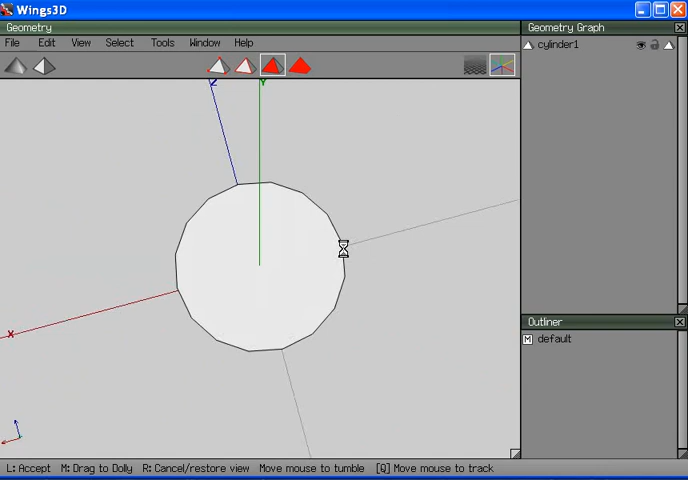 Wings3D
Geometry
Geometry Graph
File Edit View Select Tools Window Help
cylinder1
Z
Y
X
Outliner
M default
L: Accept M: Drag to Dolly R: Cancel/restore view Move mouse to tumble [Q] Move mouse to track